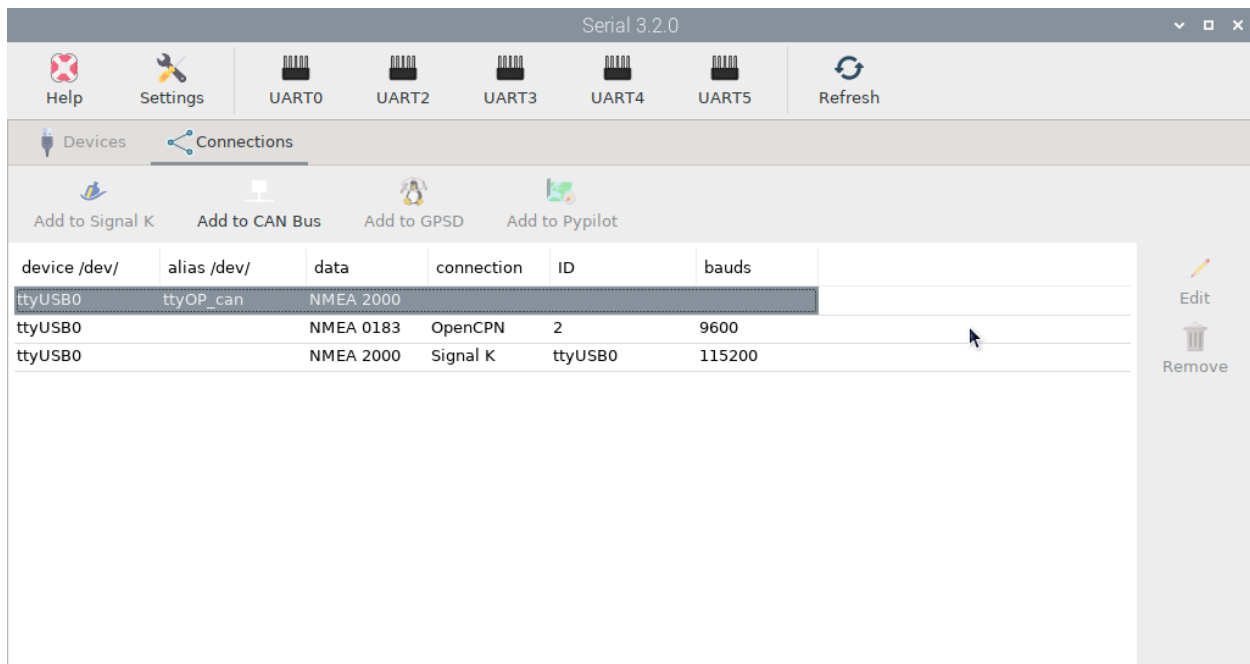 Serial 3.2.0
Help Settings UART0 UART2 UART3 UART4 UART5 Refresh
Devices Connections
Add to Signal K Add to CAN Bus Add to GPSD Add to Pypilot
device /dev/ alias /dev/ data connection ID bauds
ttyUSB0 ttyOP_can NMEA 2000
Edit
ttyUSB0 NMEA 0183 OpenCPN 2 9600
ttyUSB0 NMEA 2000 Signal K ttyUSB0 115200
Remove